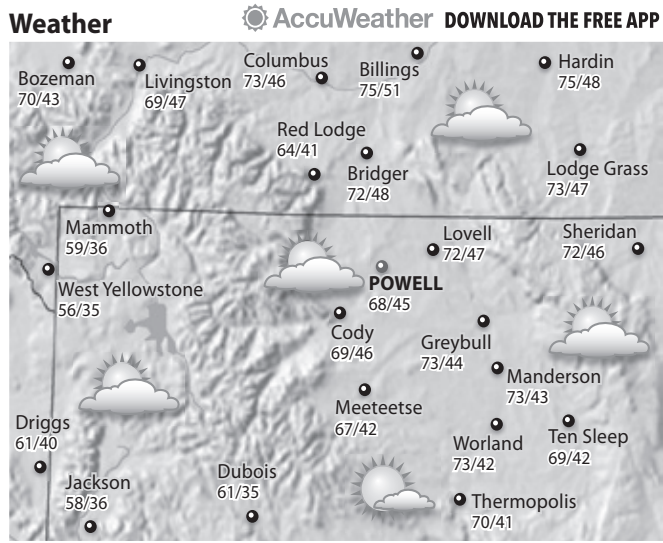 Weather
AccuWeather DOWNLOAD THE FREE APP
Bozeman
70/43
Livingston
69/47
Columbus
73/46
Billings
75/51
Hardin
75/48
Red Lodge
64/41
Bridger
72/48
Lodge Grass
73/47
Mammoth
59/36
Lovell
72/47
Sheridan
72/46
West Yellowstone
56/35
POWELL
68/45
Cody
69/46
Greybull
73/44
Manderson
73/43
Meeteetse
67/42
Driggs
61/40
Worland
73/42
Ten Sleep
69/42
Jackson
58/36
Dubois
61/35
Thermopolis
70/41